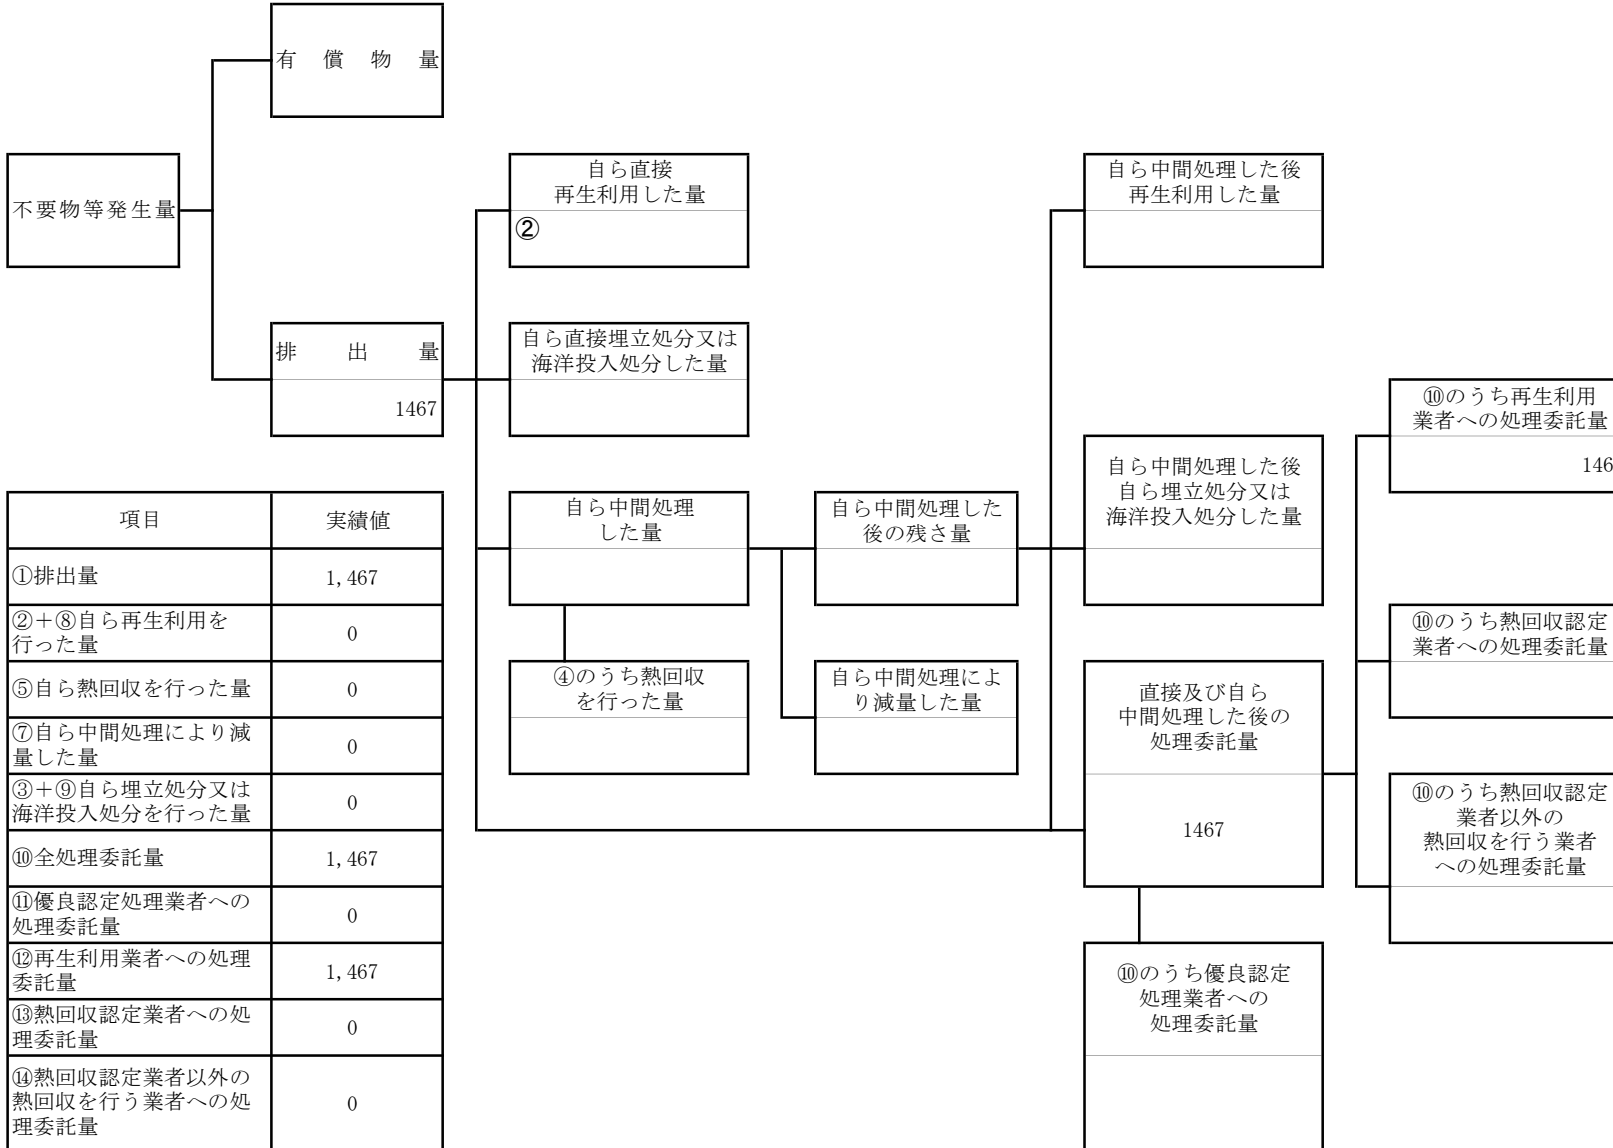 有償物量
不要物等発生量
自ら直接
再生利用した量
②
自ら中間処理した後
再生利用した量
排出量
1467
自ら直接埋立処分又は
海洋投入処分した量
⑩のうち再生利用
業者への処理委託量
146
自ら中間処理
した量
自ら中間処理した
後の残さ量
自ら中間処理した後
自ら埋立処分又は
海洋投入処分した量
④のうち熱回収
を行った量
自ら中間処理によ
り減量した量
直接及び自ら
中間処理した後の
処理委託量
1467
⑩のうち熱回収認定
業者への処理委託量
⑩のうち熱回収認定
業者以外の
熱回収を行う業者
への処理委託量
⑩のうち優良認定
処理業者への
処理委託量
項目 実績値
①排出量 1,467
②+⑧自ら再生利用を
行った量 0
⑤自ら熱回収を行った量 0
⑦自ら中間処理により減
量した量 0
③+⑨自ら埋立処分又は
海洋投入処分を行った量 0
⑩全処理委託量 1,467
⑪優良認定処理業者への
処理委託量 0
⑫再生利用業者への処理
委託量 1,467
⑬熱回収認定業者への処
理委託量 0
⑭熱回収認定業者以外の
熱回収を行う業者への処
理委託量 0